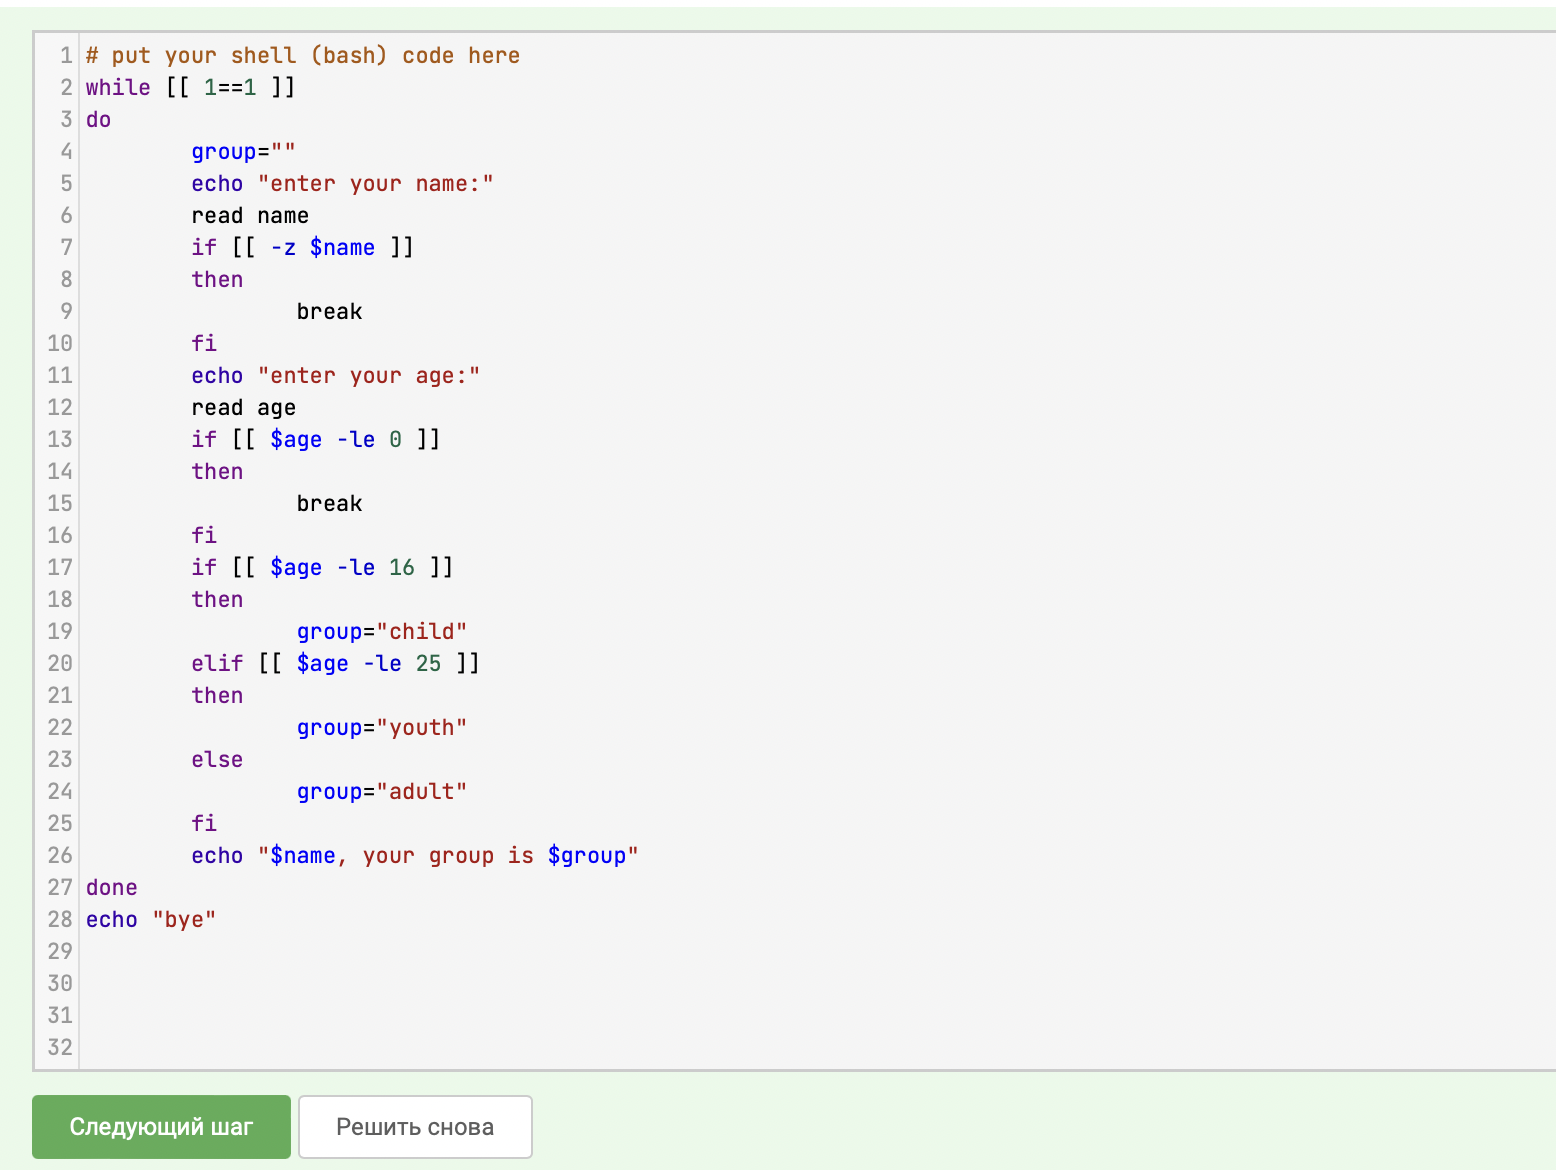 1 # put your shell (bash) code here
2 while [[ 1==1 ]]
3 do
4 group=""
5 echo "enter your name:"
6 read name
7 if [[ -z $name ]]
8 then
9 break
10 fi
11 echo "enter your age:"
12 read age
13 if [[ $age -le 0 ]]
14 then
15 break
16 fi
17 if [[ $age -le 16 ]]
18 then
19 group="child"
20 elif [[ $age -le 25 ]]
21 then
22 group="youth"
23 else
24 group="adult"
25 fi
26 echo "$name, your group is $group"
27 done
28 echo "bye"
29
30
31
32
Следующий шаг Решить снова